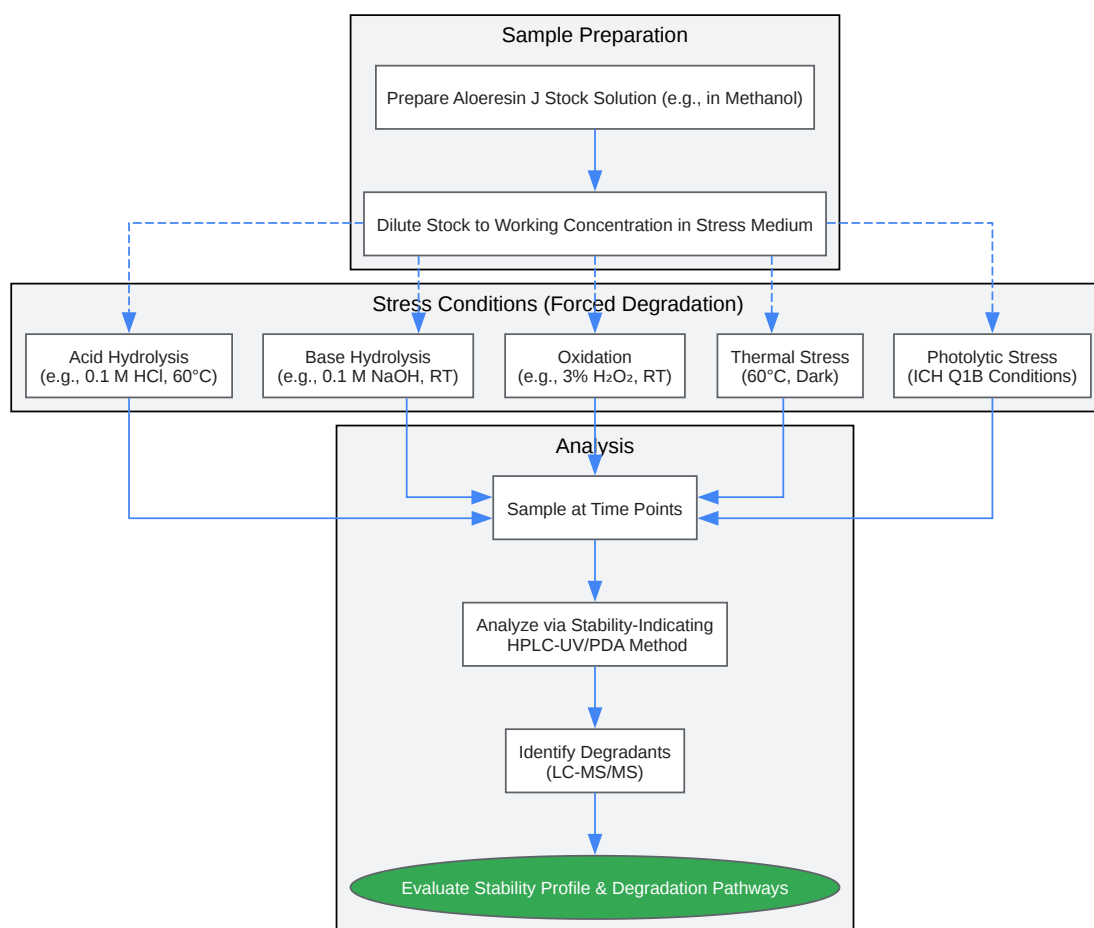 Sample Preparation
Prepare Aloeresin J Stock Solution (e.g., in Methanol)
Dilute Stock to Working Concentration in Stress Medium
Stress Conditions (Forced Degradation)
Acid Hydrolysis
(e.g., 0.1 M HCl, 60°C)
Base Hydrolysis
(e.g., 0.1 M NaOH, RT)
Oxidation
(e.g., 3% H₂O₂, RT)
Thermal Stress
(60°C, Dark)
Photolytic Stress
(ICH Q1B Conditions)
Analysis
Sample at Time Points
Analyze via Stability-Indicating
HPLC-UV/PDA Method
Identify Degradants
(LC-MS/MS)
Evaluate Stability Profile & Degradation Pathways